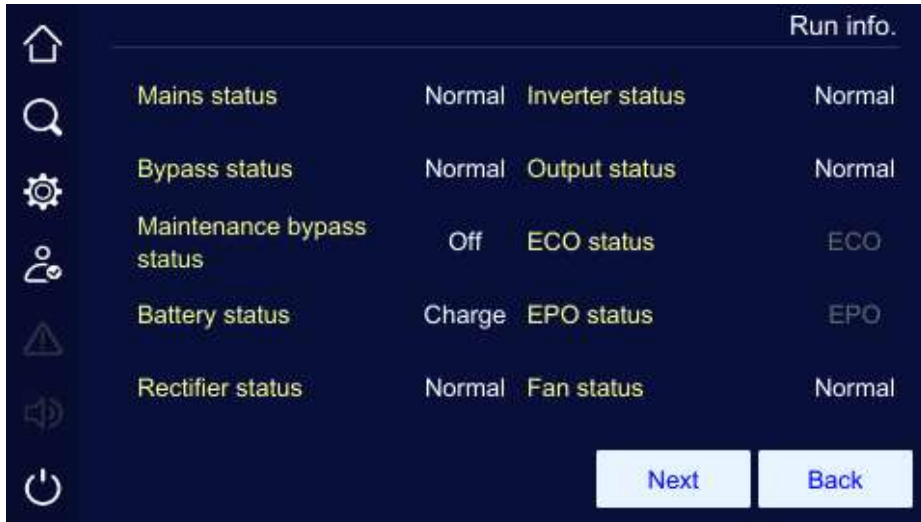 Run info.
Mains status Normal Inverter status Normal
Bypass status Normal Output status Normal
Maintenance bypass
status Off ECO status ECO
Battery status Charge EPO status EPO
Rectifier status Normal Fan status Normal
Next Back